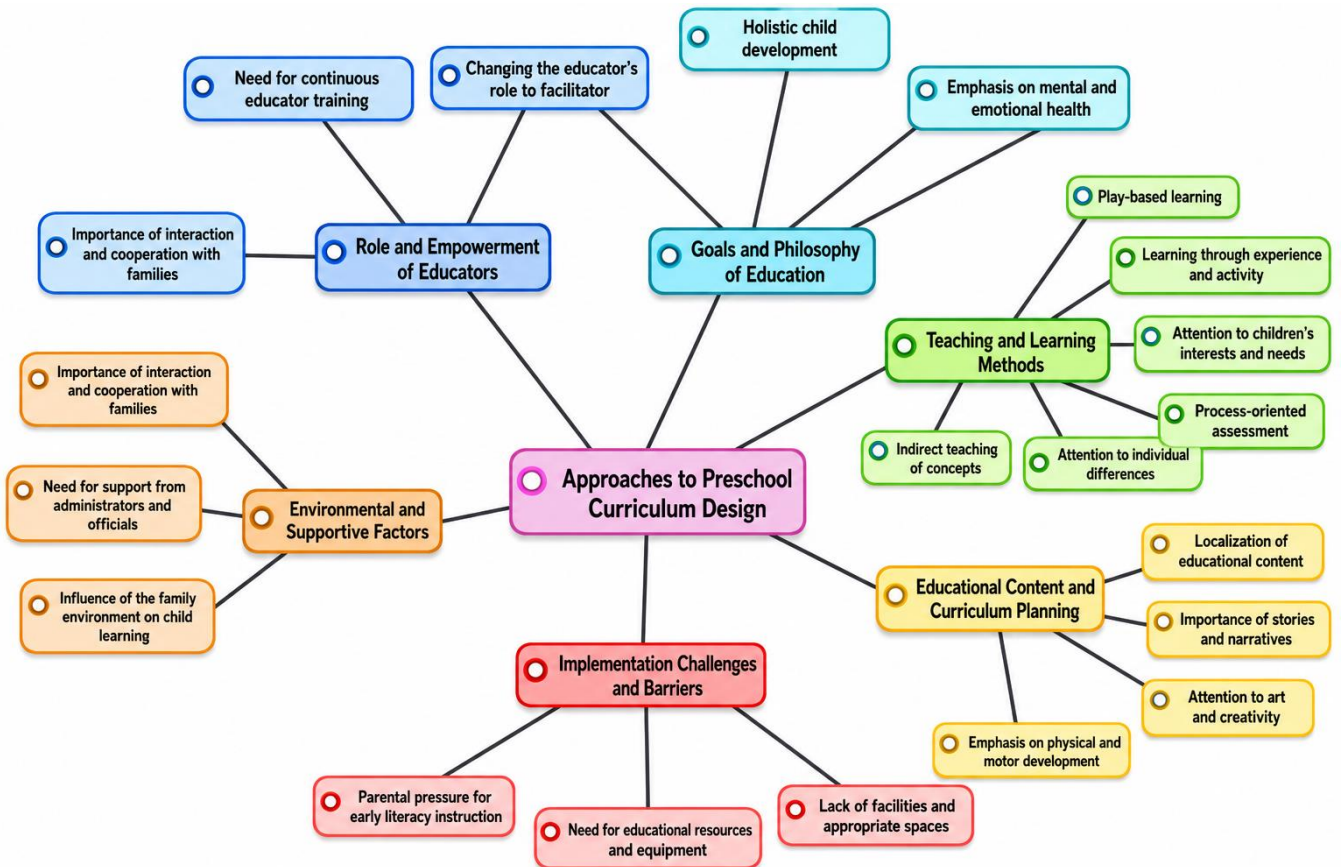 Holistic child
development
Need for continuous
educator training
Changing the educator’s
role to facilitator
Emphasis on mental and
emotional health
Play-based learning
Importance of interaction
and cooperation with
families
Role and Empowerment
of Educators
Goals and Philosophy
of Education
Learning through experience
and activity
Teaching and Learning
Methods
Attention to children’s
interests and needs
Importance of interaction
and cooperation with
families
Process-oriented
assessment
Indirect teaching
of concepts
Attention to individual
differences
Need for support from
administrators and
officials
Environmental and
Supportive Factors
Approaches to Preschool
Curriculum Design
Localization of
educational content
Educational Content and
Curriculum Planning
Influence of the family
environment on child
learning
Importance of stories
and narratives
Implementation Challenges
and Barriers
Attention to art
and creativity
Emphasis on physical and
motor development
Parental pressure for
early literacy instruction
Need for educational resources
and equipment
Lack of facilities and
appropriate spaces